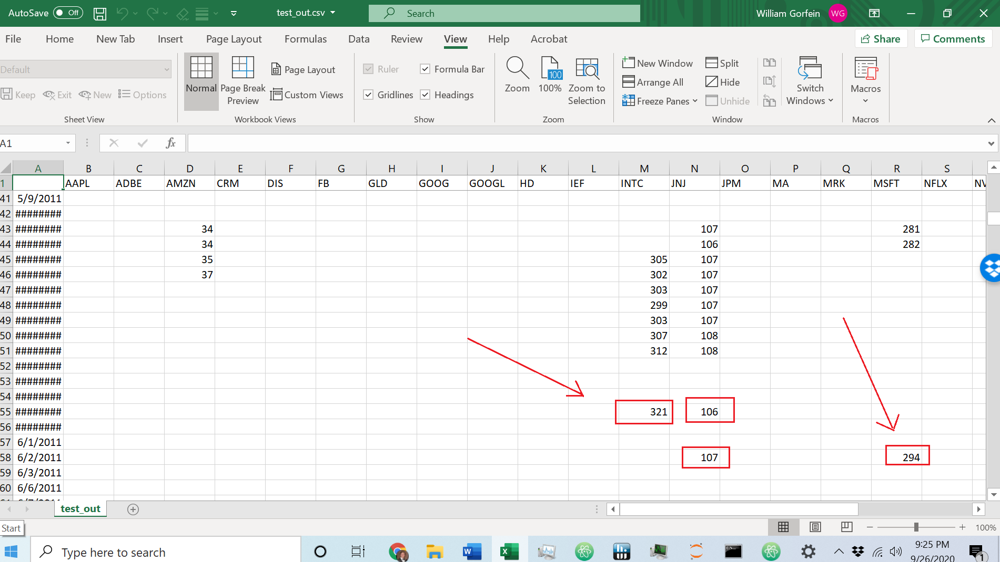 AutoSave Off test_out.csv Search William Gorfein WG
File Home New Tab Insert Page Layout Formulas Data Review View Help Acrobat Share Comments
Default
Keep Exit New Options
Sheet View
Normal
Page Break
Preview
Page Layout
Custom Views
Workbook Views
Ruler Formula Bar
Gridlines Headings
Show
Zoom 100% Zoom to
Selection
100
Zoom
New Window Split
Arrange All Hide
Freeze Panes Unhide
Switch
Windows
Window
Macros
Macros
A1 fx
A B C D E F G H I J K L M N O P Q R S
1 AAPL ADBE AMZN CRM DIS FB GLD GOOG GOOGL HD IEF INTC JNJ JPM MA MRK MSFT NFLX NV
41 5/9/2011
42 ########
43 ######## 34 107 281
44 ######## 34 106 282
45 ######## 35 305 107
46 ######## 37 302 107
47 ######## 303 107
48 ######## 299 107
49 ######## 303 107
50 ######## 307 108
51 ######## 312 108
52 ########
53 ########
54 ########
55 ######## 321 106
56 ########
57 6/1/2011
58 6/2/2011 107 294
59 6/3/2011
60 6/6/2011
test_out
Start
100%
Type here to search
W X
9:25 PM
9/26/2020
1